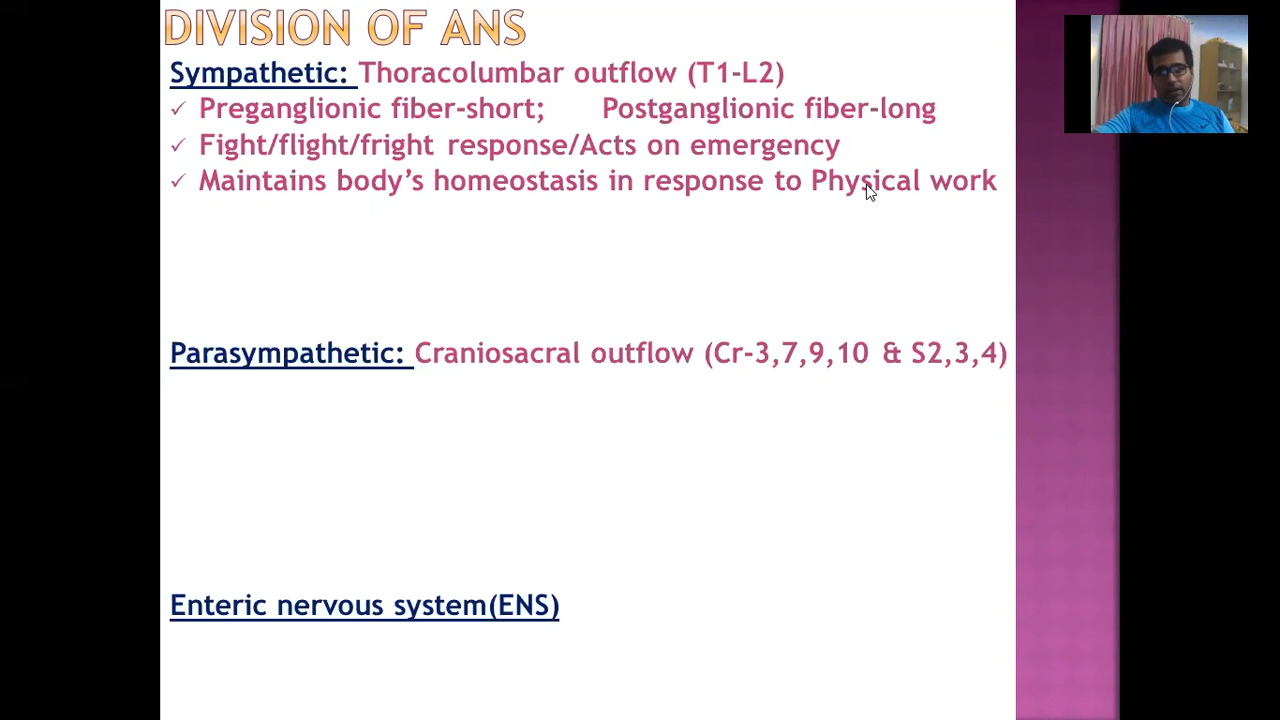 DIVISION OF ANS
Sympathetic: Thoracolumbar outflow (T1-L2)
✓ Preganglionic fiber-short; Postganglionic fiber-long
✓ Fight/flight/fright response/Acts on emergency
✓ Maintains body’s homeostasis in response to Physical work
Parasympathetic: Craniosacral outflow (Cr-3,7,9,10 & S2,3,4)
Enteric nervous system(ENS)